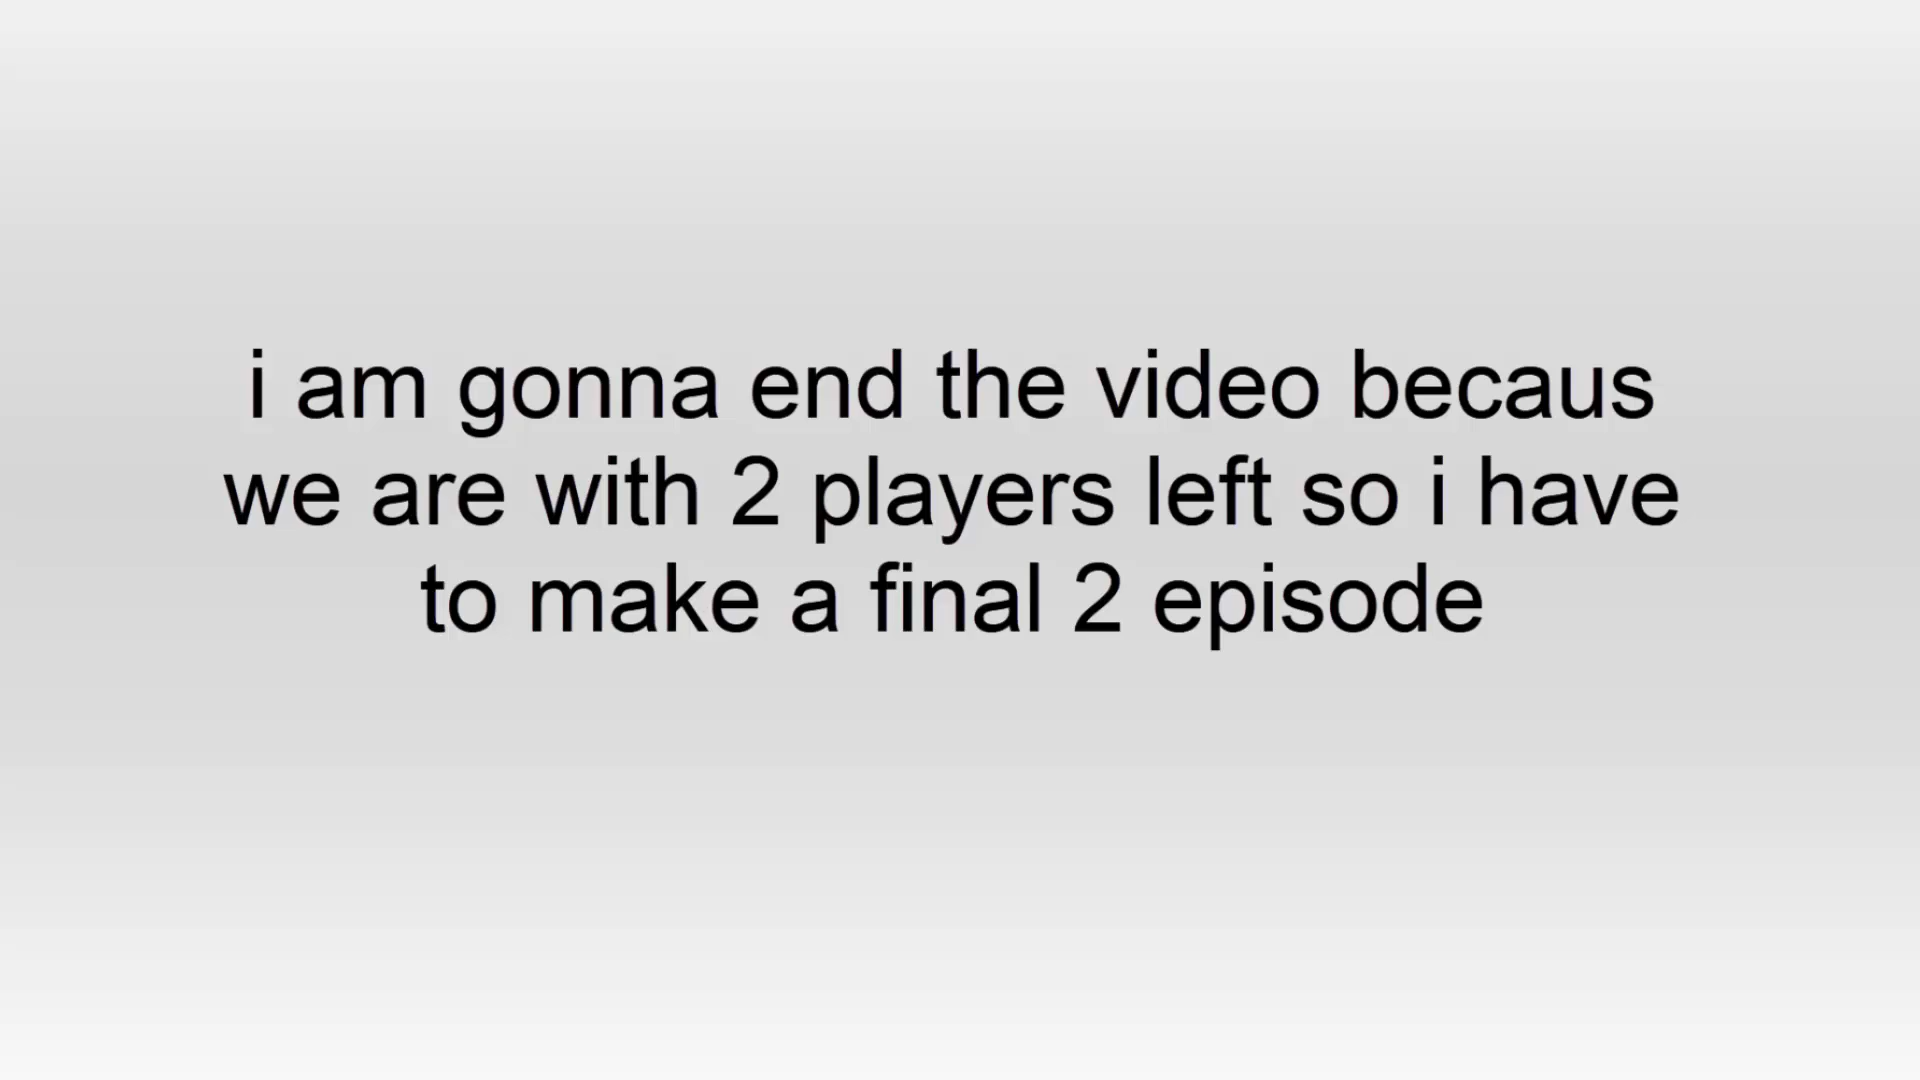 i am gonna end the video becaus
we are with 2 players left so i have
to make a final 2 episode